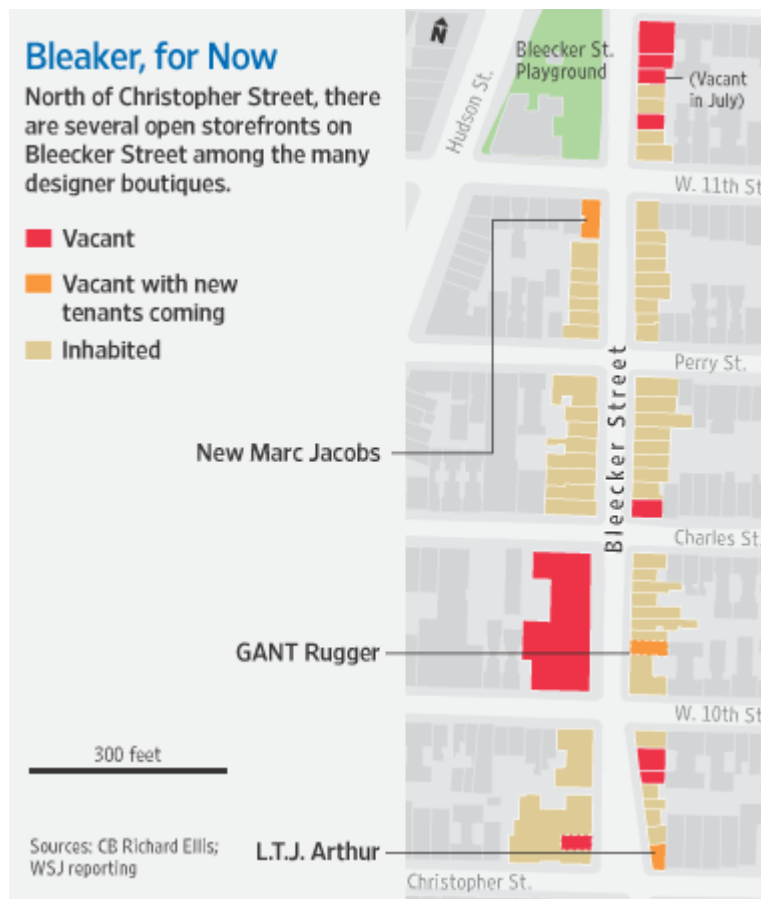 Bleaker, for Now
North of Christopher Street, there
are several open storefronts on
Bleecker Street among the many
designer boutiques.
Vacant
Vacant with new
tenants coming
Inhabited
N
Hudson St.
Bleecker St.
Playground
(Vacant
in July)
W. 11th St
Perry St.
Bleecker Street
New Marc Jacobs
Charles St.
GANT Rugger
W. 10th St
300 feet
Sources: CB Richard Ellis;
WSJ reporting
L.T.J. Arthur
Christopher St.